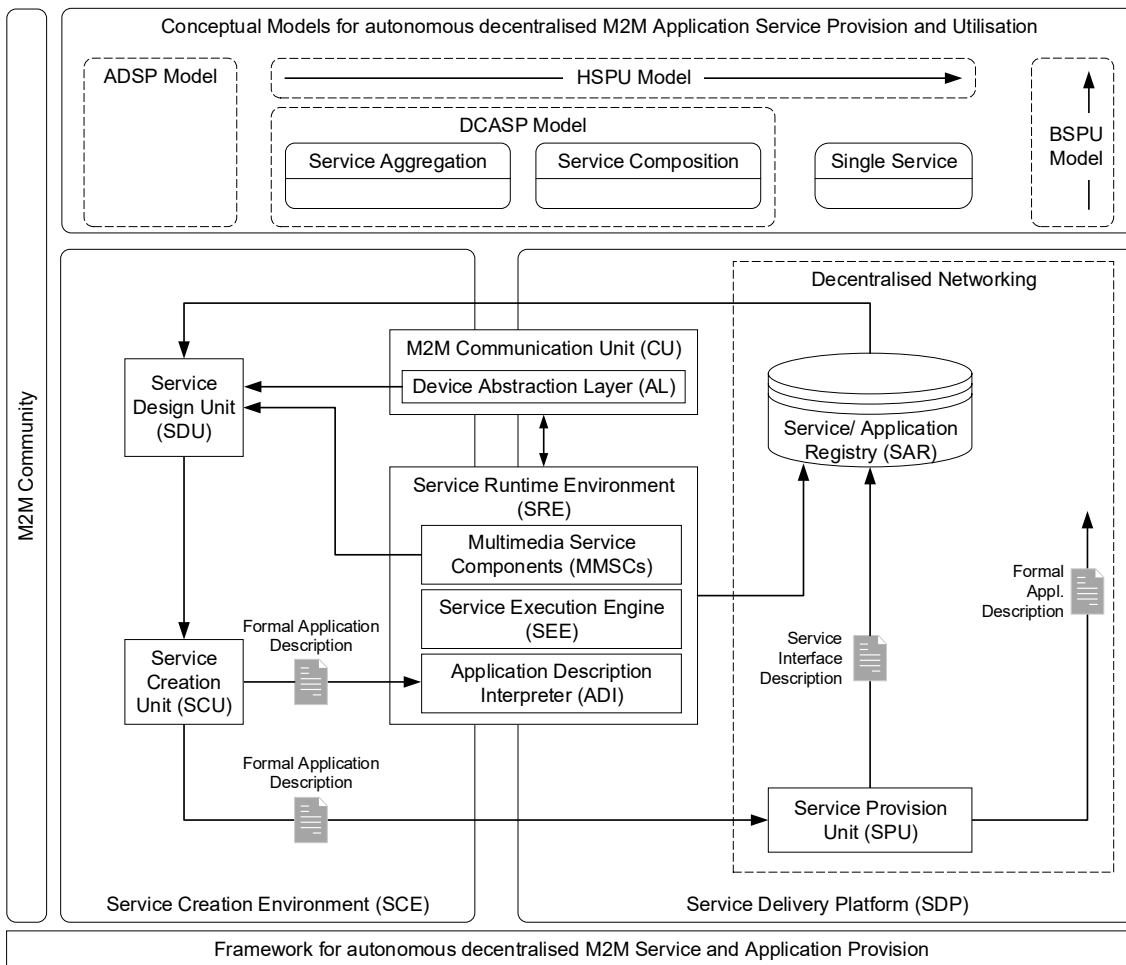 Conceptual Models for autonomous decentralised M2M Application Service Provision and Utilisation
ADSP Model
HSPU Model
DCASP Model
Service Aggregation
Service Composition
Single Service
BSPU
Model
M2M Community
Decentralised Networking
M2M Communication Unit (CU)
Device Abstraction Layer (AL)
Service
Design Unit
(SDU)
Service/ Application
Registry (SAR)
Service Runtime Environment
(SRE)
Multimedia Service
Components (MMSCs)
Service Execution Engine
(SEE)
Application Description
Interpreter (ADI)
Formal
Appl.
Description
Formal Application
Description
Service
Interface
Description
Service
Creation
Unit (SCU)
Formal Application
Description
Service Provision
Unit (SPU)
Service Creation Environment (SCE)
Service Delivery Platform (SDP)
Framework for autonomous decentralised M2M Service and Application Provision